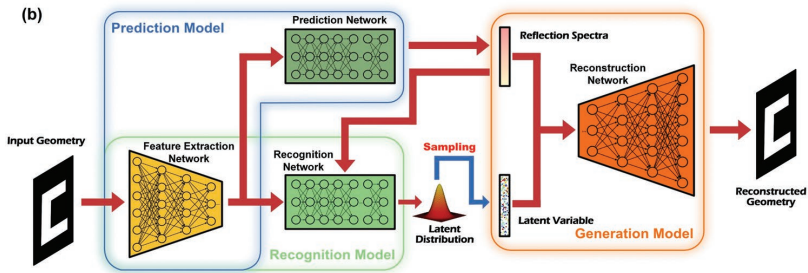 (b)
Prediction Model
Prediction Network
Reflection Spectra
Reconstruction
Network
Input Geometry
Feature Extraction
Network
Recognition
Network
Sampling
Latent
Distribution
Latent Variable
Reconstructed
Geometry
Recognition Model
Generation Model